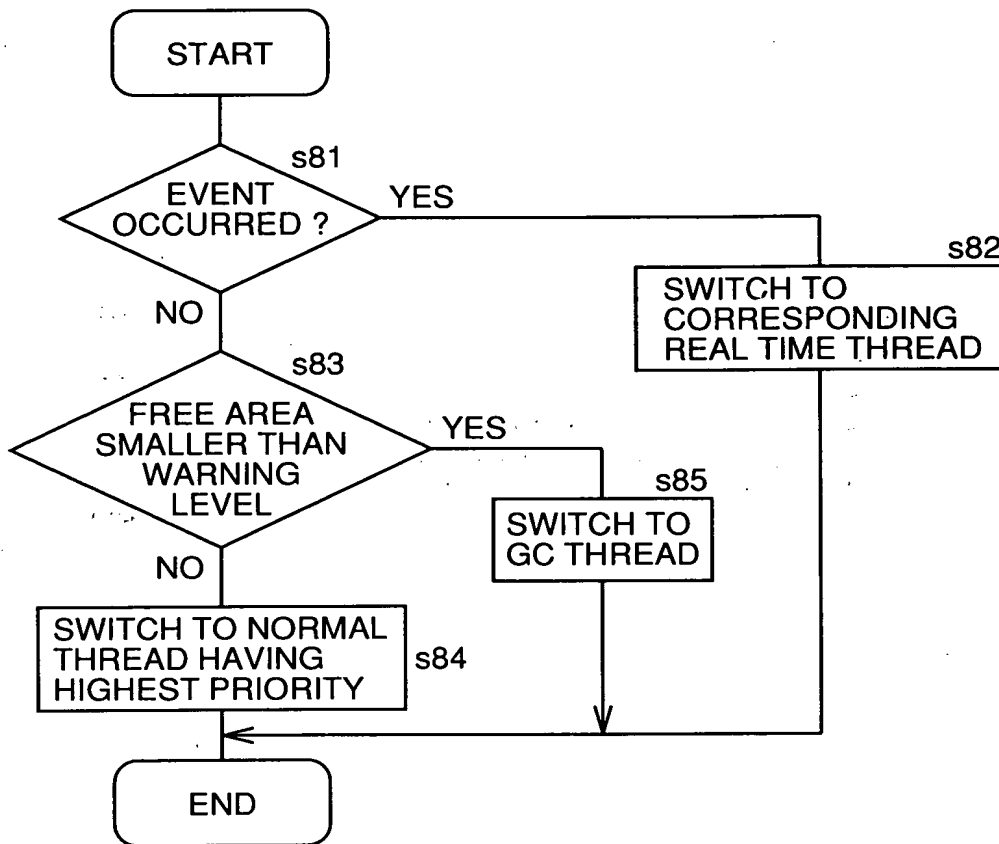 START
s81
EVENT
OCCURRED ?
YES
NO
s82
SWITCH TO
CORRESPONDING
REAL TIME THREAD
s83
FREE AREA
SMALLER THAN
WARNING
LEVEL
YES
NO
s85
SWITCH TO
GC THREAD
SWITCH TO NORMAL
THREAD HAVING
HIGHEST PRIORITY
s84
END